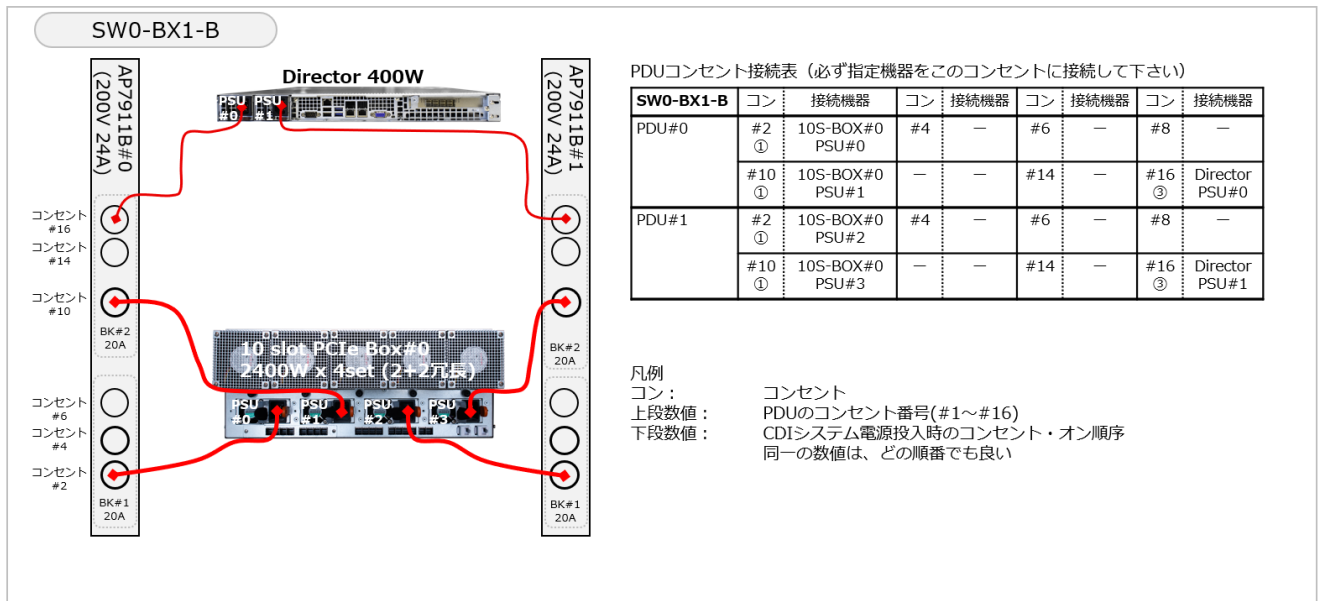 SW0-BX1-B
AP7911B#0
(200V 24A)
Director 400W
PSU
#0
PSU
#1
AP7911B#1
(200V 24A)
コンセント
#16
コンセント
#14
コンセント
#10
BK#2
20A
BK#2
20A
10 slot PCIe Box#0
2400W x 4set (2+2冗長)
PSU
#0
PSU
#1
PSU
#2
PSU
#3
コンセント
#6
コンセント
#4
コンセント
#2
BK#1
20A
BK#1
20A
PDUコンセント接続表（必ず指定機器をこのコンセントに接続して下さい）
SW0-BX1-B コン 接続機器 コン 接続機器 コン 接続機器 コン 接続機器
PDU#0 #2 10S-BOX#0 #4 － #6 － #8 －
① PSU#0
#10 10S-BOX#0 － － #14 － #16 Director
① PSU#1 ③ PSU#0
PDU#1 #2 10S-BOX#0 #4 － #6 － #8 －
① PSU#2
#10 10S-BOX#0 － － #14 － #16 Director
① PSU#3 ③ PSU#1
凡例
コン： コンセント
上段数値： PDUのコンセント番号(#1～#16)
下段数値： CDIシステム電源投入時のコンセント・オン順序
同一の数値は、どの順番でも良い